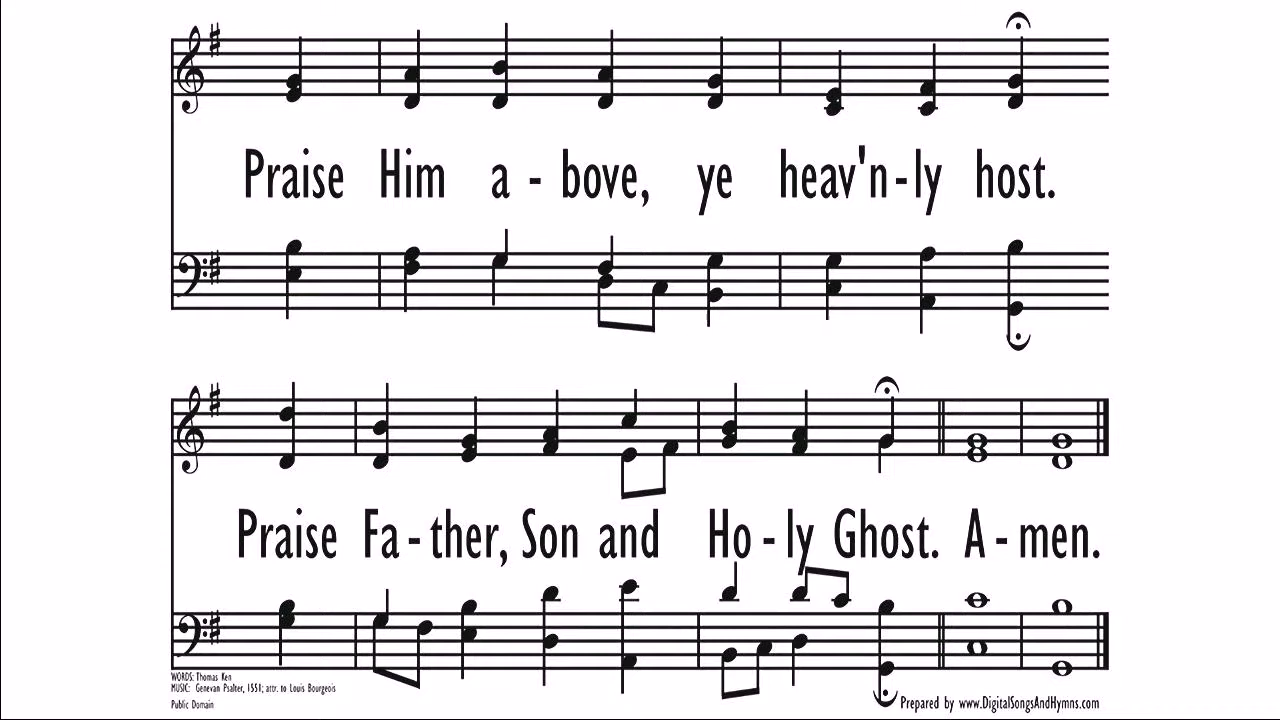 Praise Him a - bove, ye heav'n - ly host.
Praise Fa - ther, Son and Ho - ly Ghost. A - men.
WORDS: Thomas Ken
MUSIC: Genevan Psalter, 1551; attr. to Louis Bourgeois
Public Domain
Prepared by www.DigitalSongsAndHymns.com